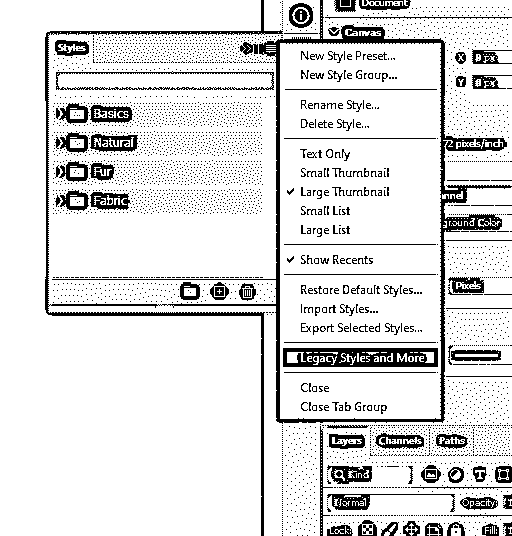 Document
Styles
Canvas
New Style Preset...
New Style Group...
X 0 px
Y 0 px
Basics
Rename Style...
Delete Style...
Natural
72 pixels/inch
Text Only
Fur
Small Thumbnail
Large Thumbnail
Fabric
Small List
Large List
Show Recents
Restore Default Styles...
Pixels
Import Styles...
Export Selected Styles...
Legacy Styles and More
Close
Close Tab Group
Layers Channels Paths
Kind
Normal Opacity:
Lock: Fill: